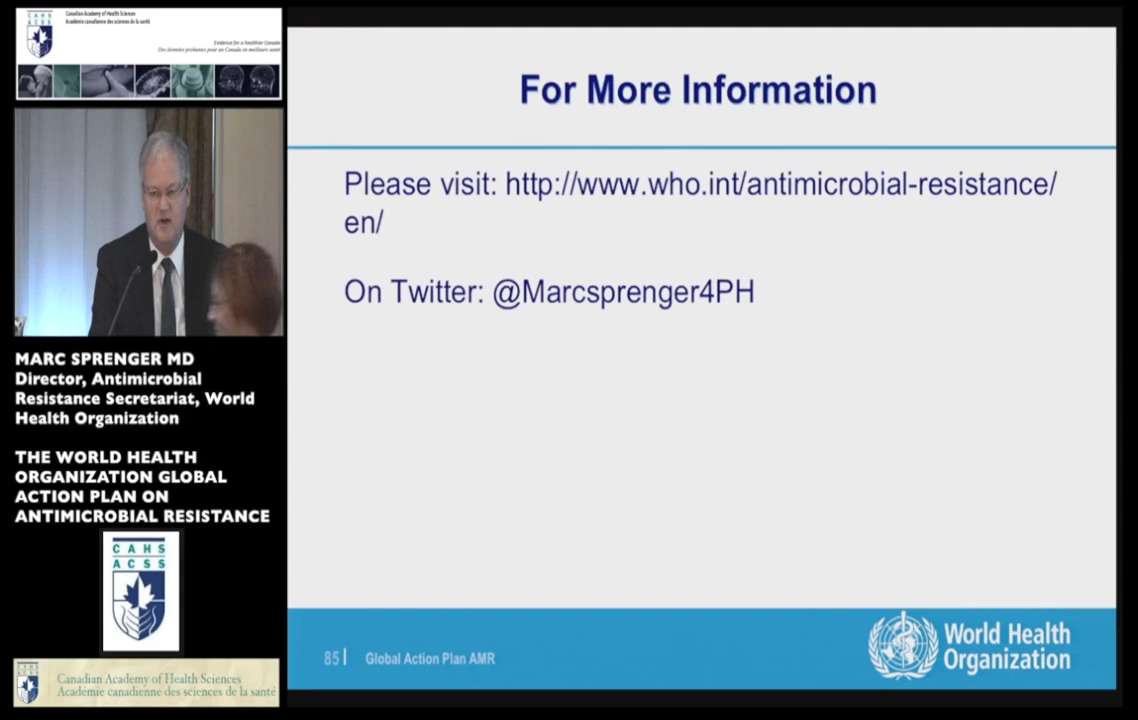 Canadian Academy of Health Sciences
Académie canadienne des sciences de la santé
Evidence for a healthier Canada
Des données probantes pour un Canada en meilleure santé
MARC SPRENGER MD
Director, Antimicrobial
Resistance Secretariat, World
Health Organization
THE WORLD HEALTH
ORGANIZATION GLOBAL
ACTION PLAN ON
ANTIMICROBIAL RESISTANCE
CAHS
ACSS
Canadian Academy of Health Sciences
Académie canadienne des sciences de la santé
For More Information
Please visit: http://www.who.int/antimicrobial-resistance/
en/
On Twitter: @Marcsprenger4PH
85 | Global Action Plan AMR
World Health
Organization